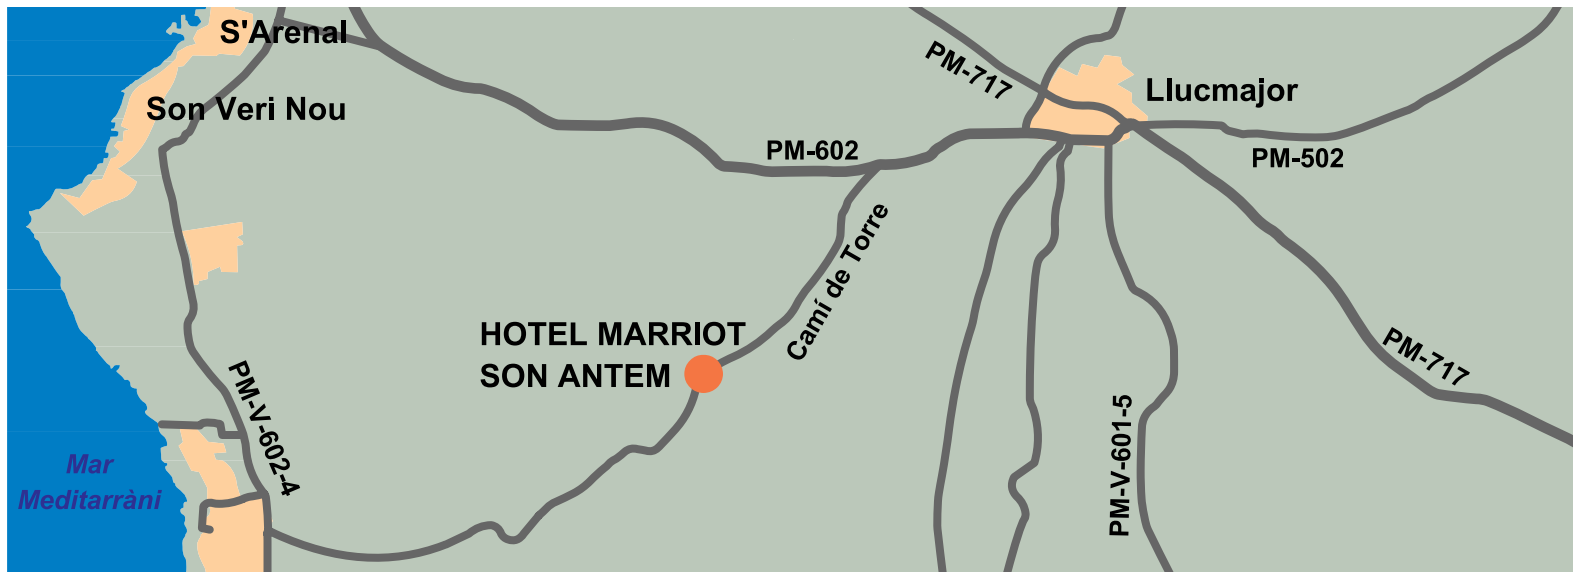 S'Arenal
Son Veri Nou
PM-717
Llucmajor
PM-602
PM-502
Camí de Torre
HOTEL MARRIOT
SON ANTEM
PM-V-602-4
PM-717
PM-V-601-5
Mar
Meditarràni